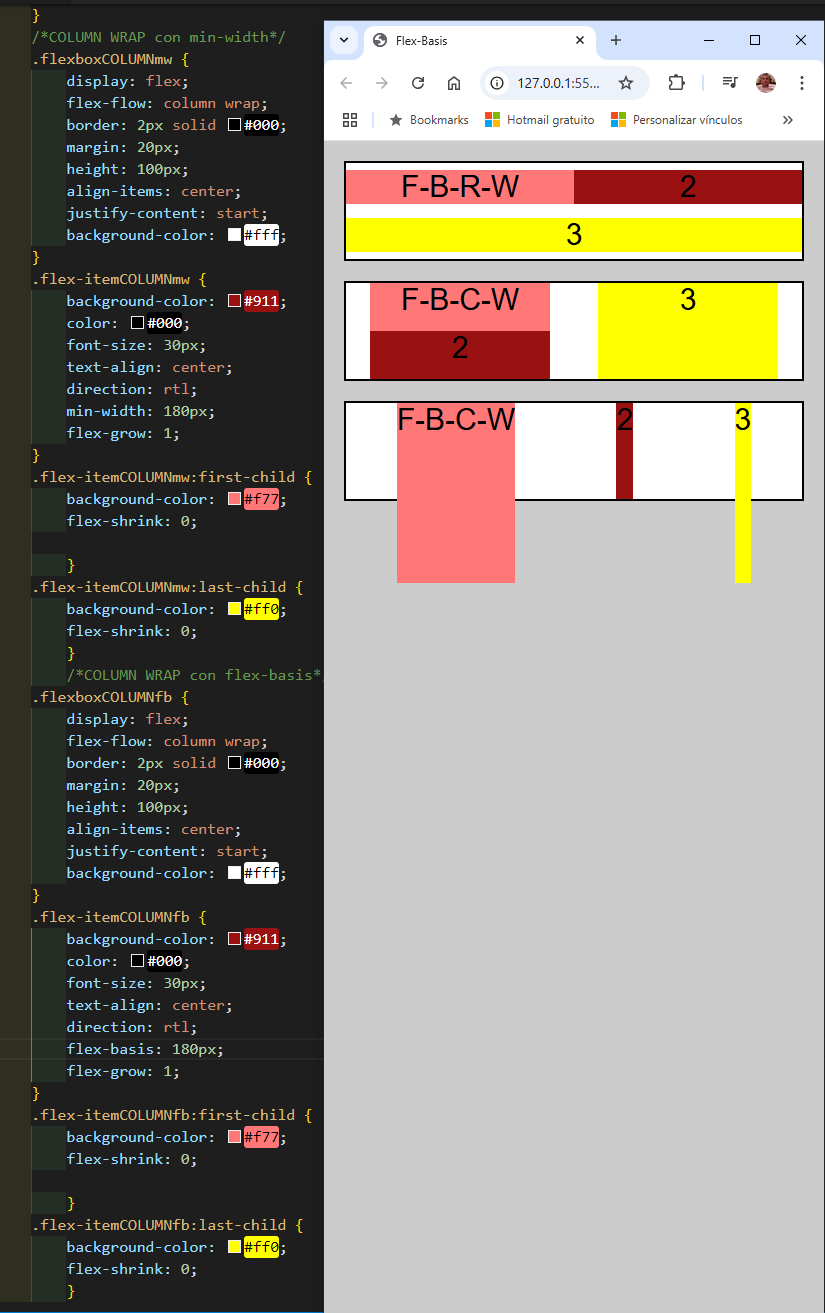 }
/*COLUMN WRAP con min-width*/
.flexboxCOLUMNmw {
display: flex;
flex-flow: column wrap;
border: 2px solid #000;
margin: 20px;
height: 100px;
align-items: center;
justify-content: start;
background-color: #fff;
}
.flex-itemCOLUMNmw {
background-color: #911;
color: #000;
font-size: 30px;
text-align: center;
direction: rtl;
min-width: 180px;
flex-grow: 1;
}
.flex-itemCOLUMNmw:first-child {
background-color: #f77;
flex-shrink: 0;
}
.flex-itemCOLUMNmw:last-child {
background-color: #ff0;
flex-shrink: 0;
}
/*COLUMN WRAP con flex-basis*
.flexboxCOLUMNfb {
display: flex;
flex-flow: column wrap;
border: 2px solid #000;
margin: 20px;
height: 100px;
align-items: center;
justify-content: start;
background-color: #fff;
}
.flex-itemCOLUMNfb {
background-color: #911;
color: #000;
font-size: 30px;
text-align: center;
direction: rtl;
flex-basis: 180px;
flex-grow: 1;
}
.flex-itemCOLUMNfb:first-child {
background-color: #f77;
flex-shrink: 0;
}
.flex-itemCOLUMNfb:last-child {
background-color: #ff0;
flex-shrink: 0;
}
Flex-Basis
127.0.0.1:55...
Bookmarks Hotmail gratuito Personalizar vínculos
F-B-R-W 2
3
F-B-C-W 3
2
F-B-C-W 2 3